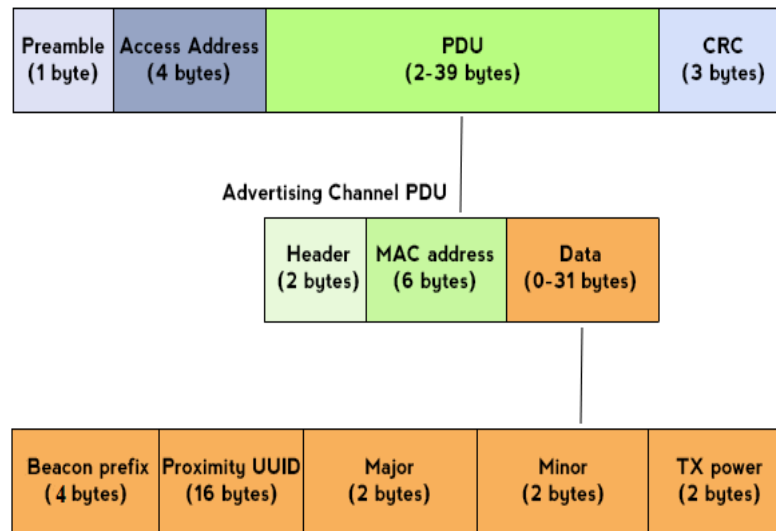 Preamble
(1 byte)
Access Address
(4 bytes)
PDU
(2-39 bytes)
CRC
(3 bytes)
Advertising Channel PDU
Header
(2 bytes)
MAC address
(6 bytes)
Data
(0-31 bytes)
Beacon prefix
(4 bytes)
Proximity UUID
(16 bytes)
Major
(2 bytes)
Minor
(2 bytes)
TX power
(2 bytes)